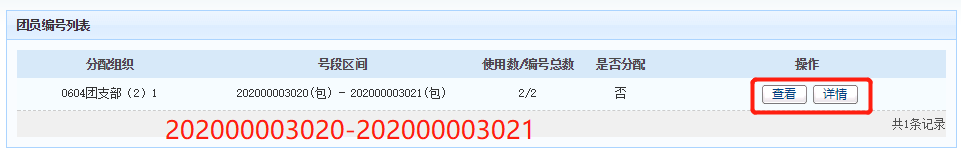 团员编号列表
分配组织 号段区间 使用数/编号总数 是否分配 操作
0604团支部（2）1 202000003020(包) - 202000003021(包) 2/2 否 查看 详情
共1条记录
202000003020-202000003021